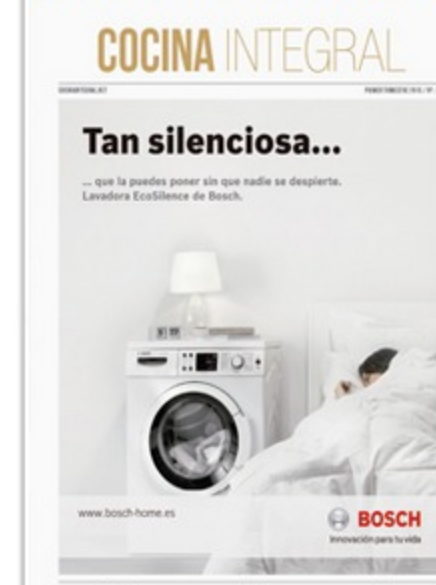 COCINA INTEGRAL
Tan silenciosa...
... que la puedes poner sin que nadie se despierte.
Lavadora EcoSilence de Bosch.
www.bosch-home.es
BOSCH
Innovación para tu vida